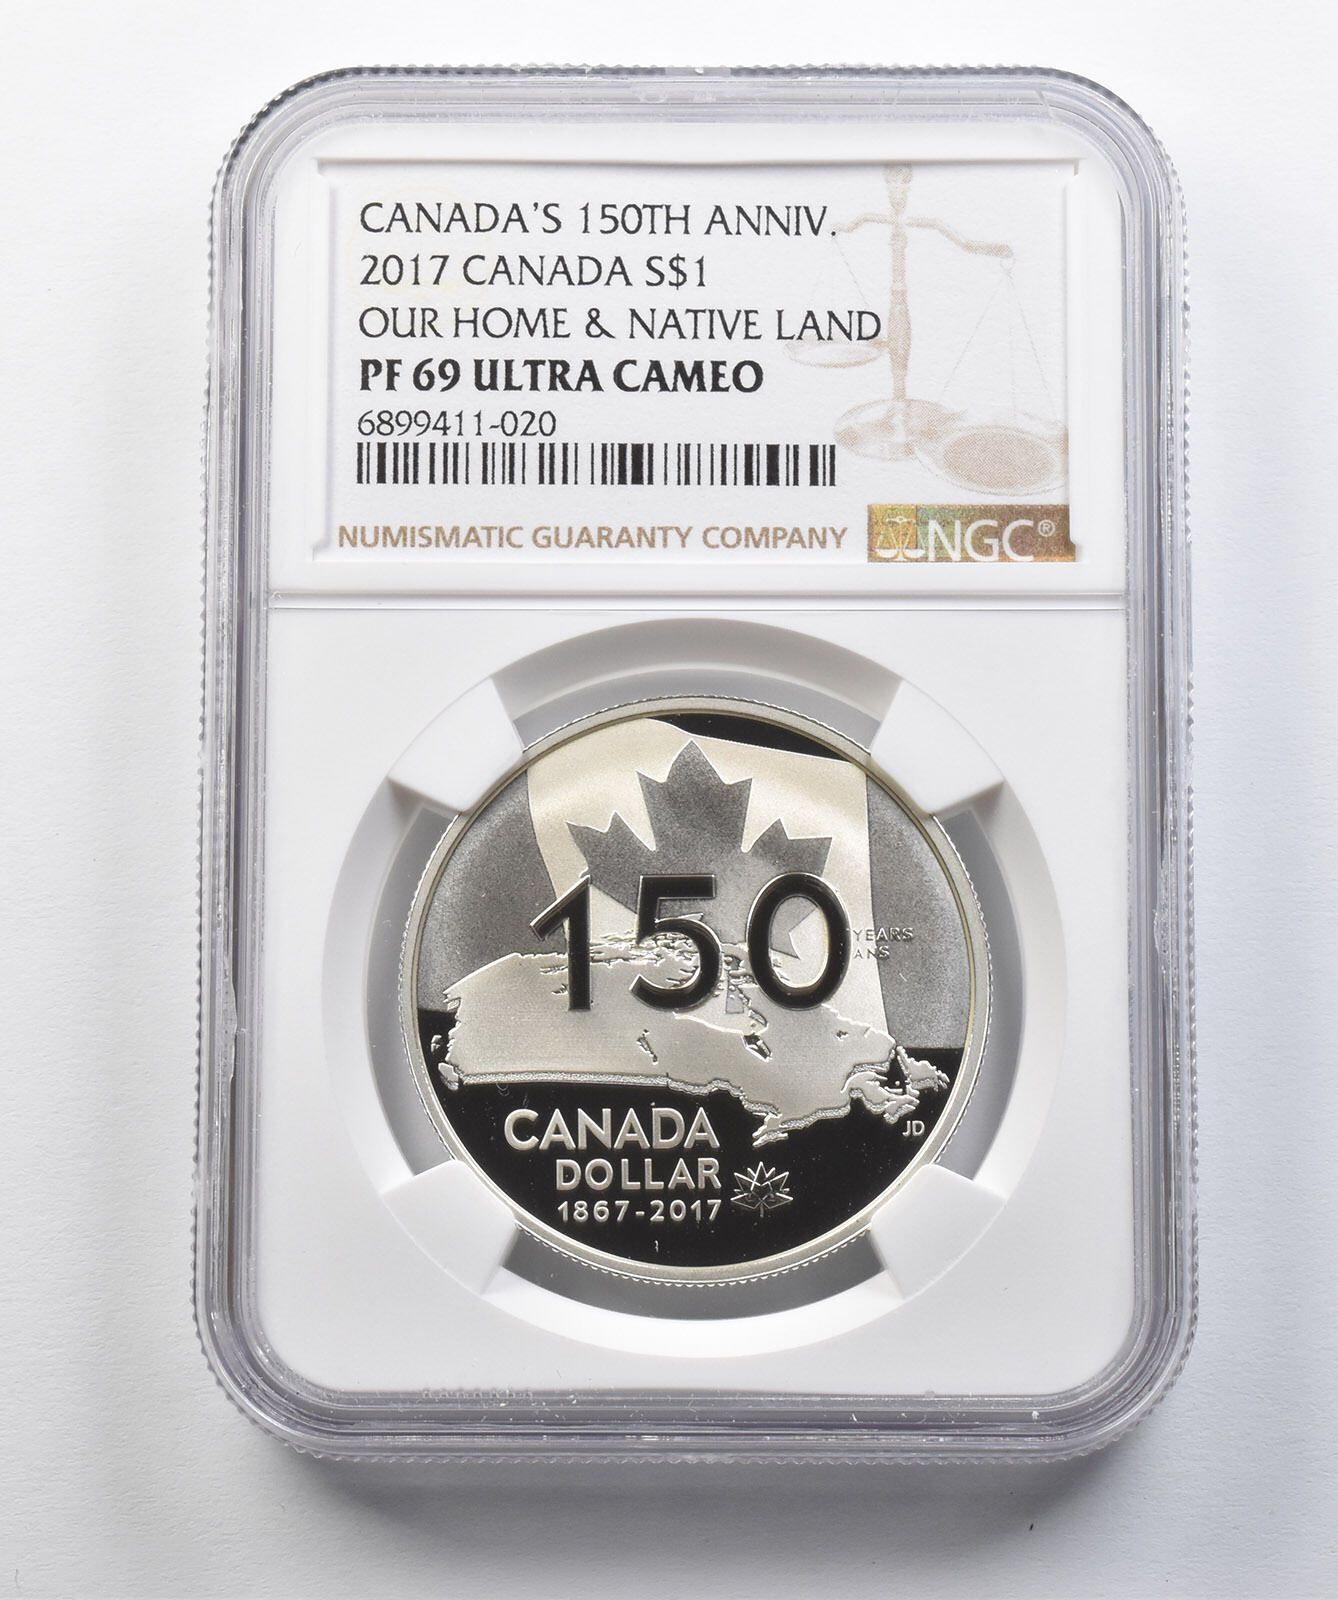 CANADA'S 150TH ANNIV.
2017 CANADA S$1
OUR HOME & NATIVE LAND
PF 69 ULTRA CAMEO
6899411-020
NUMISMATIC GUARANTY COMPANY
NGC®
150
YEARS
ANS
CANADA
DOLLAR
1867-2017
JD